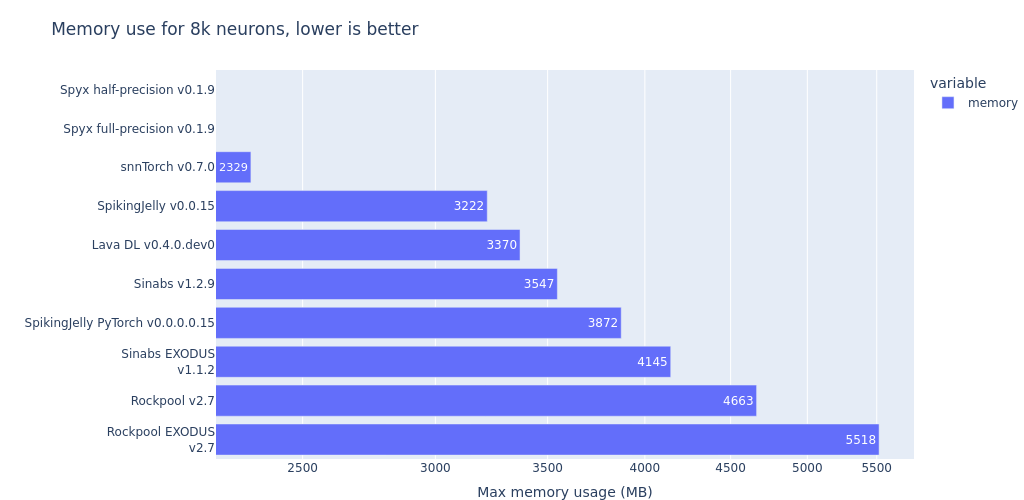 Memory use for 8k neurons, lower is better
variable
memory
Spyx half-precision v0.1.9
Spyx full-precision v0.1.9
snnTorch v0.7.0 2329
SpikingJelly v0.0.15 3222
Lava DL v0.4.0.dev0 3370
Sinabs v1.2.9 3547
SpikingJelly PyTorch v0.0.0.0.15 3872
Sinabs EXODUS
v1.1.2 4145
Rockpool v2.7 4663
Rockpool EXODUS
v2.7 5518
2500 3000 3500 4000 4500 5000 5500
Max memory usage (MB)